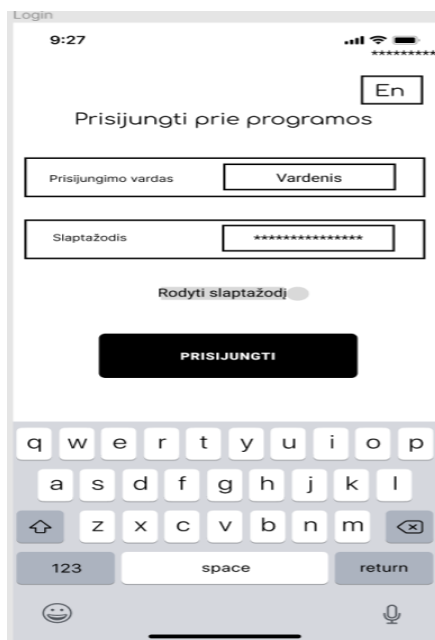 Login
9:27
*********
En
Prisijungti prie programos
Prisijungimo vardas Vardenis
Slaptažodis ***************
Rodyti slaptažodį
PRISIJUNGTI
q w e r t y u i o p
a s d f g h j k l
z x c v b n m
123 space return